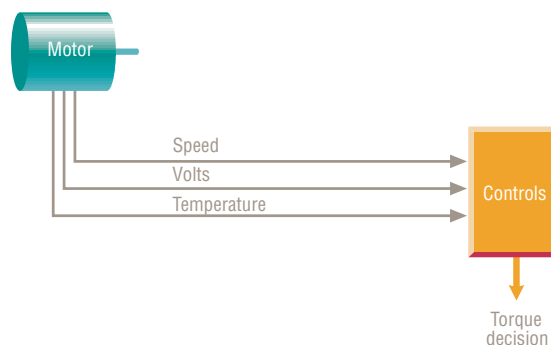 Motor
Speed
Volts
Temperature
Controls
Torque
decision